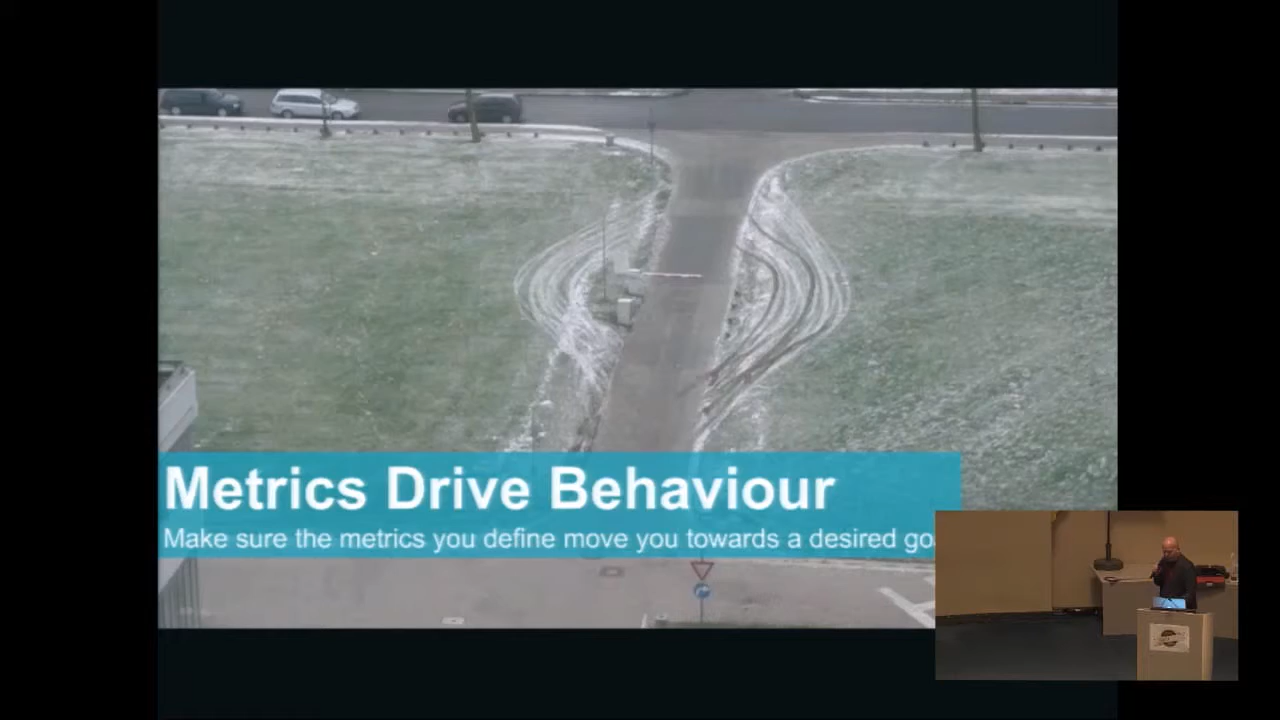 Metrics Drive Behaviour
Make sure the metrics you define move you towards a desired go